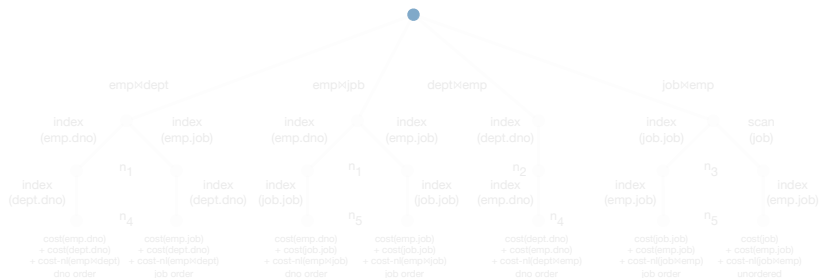 emp⋈dept
emp⋈jpb
dept⋈emp
job⋈emp
index
(emp.dno)
index
(emp.job)
index
(emp.dno)
index
(emp.job)
index
(dept.dno)
index
(job.job)
scan
(job)
n1
n1
n2
n3
index
(dept.dno)
index
(dept.dno)
index
(job.job)
index
(job.job)
index
(emp.dno)
index
(emp.job)
index
(emp.job)
n4
n5
n4
n5
cost(emp.dno)
+ cost(dept.dno)
+ cost-nl(emp⋈dept)
dno order
cost(emp.job)
+ cost(dept.dno)
+ cost-nl(emp⋈dept)
job order
cost(emp.dno)
+ cost(job.job)
+ cost-nl(emp⋈job)
dno order
cost(emp.job)
+ cost(job.job)
+ cost-nl(emp⋈job)
job order
cost(dept.dno)
+ cost(emp.dno)
+ cost-nl(dept⋈emp)
dno order
cost(job.job)
+ cost(emp.job)
+ cost-nl(job⋈emp)
job order
cost(job)
+ cost(emp.job)
+ cost-nl(job⋈emp)
unordered